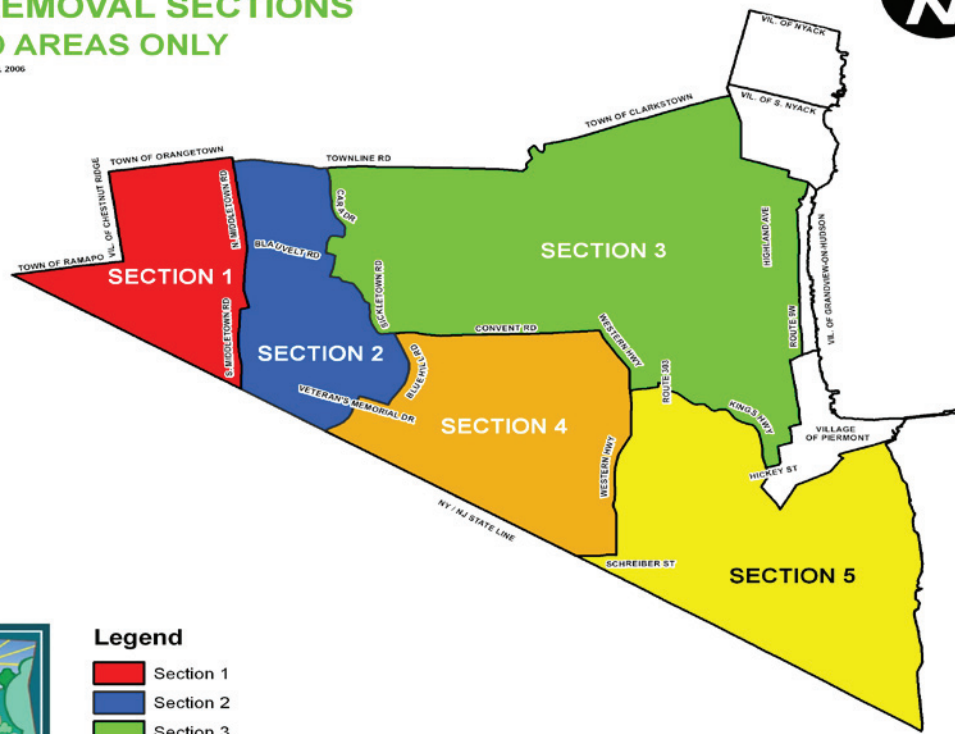 EMOVAL SECTIONS
AREAS ONLY
2006
N
VIL. OF NYACK
VIL. OF S. NYACK
TOWN OF CLARKSTOWN
TOWN OF ORANGETOWN
TOWNLINE RD
VIL. OF CHESTNUT RIDGE
N. MIDDLETOWN RD
CARA DR
BLAUVELT RD
TOWN OF RAMAPO
SECTION 1
SECTION 3
HIGHLAND AVE
VIL. OF GRANDVIEW-ON-HUDSON
SICKLETOWN RD
S. MIDDLETOWN RD
CONVENT RD
WESTERN HWY
ROUTE 9W
SECTION 2
BLUE HILL RD
ROUTE 303
VETERAN'S MEMORIAL DR
KINGS HWY
SECTION 4
VILLAGE
OF PIERMONT
WESTERN HWY
HICKEY ST
NY / NJ STATE LINE
SCHREIBER ST
SECTION 5
Legend
Section 1
Section 2
Section 3